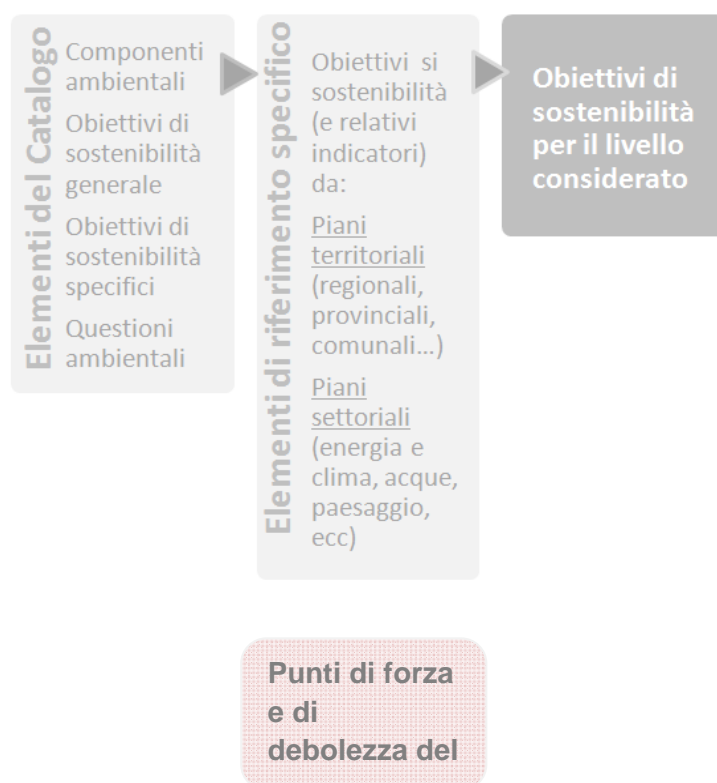 Elementi del Catalogo
Componenti
ambientali
Obiettivi di
sostenibilità
generale
Obiettivi di
sostenibilità
specifici
Questioni
ambientali
Elementi di riferimento specifico
Obiettivi si
sostenibilità
(e relativi
indicatori)
da:
Piani
territoriali
(regionali,
provinciali,
comunali…)
Piani
settoriali
(energia e
clima, acque,
paesaggio,
ecc)
Obiettivi di
sostenibilità
per il livello
considerato
Punti di forza
e di
debolezza del